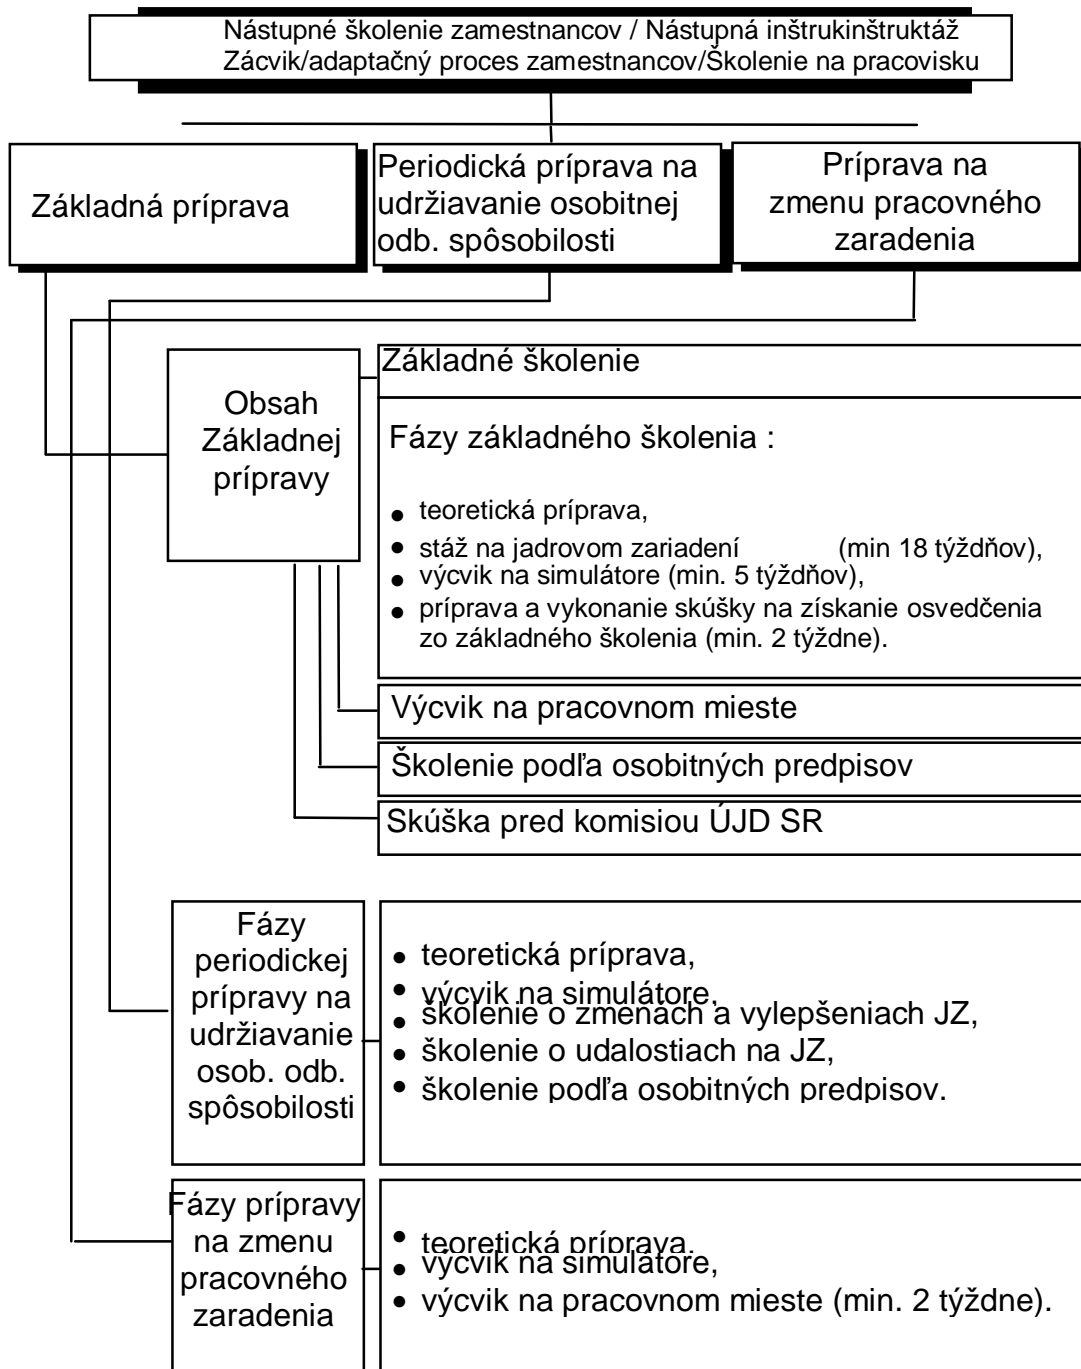 Nástupné školenie zamestnancov / Nástupná inštrukinštruktáž
Zácvik/adaptačný proces zamestnancov/Školenie na pracovisku
Základná príprava
Periodická príprava na
udržiavanie osobitnej
odb. spôsobilosti
Príprava na
zmenu pracovného
zaradenia
Obsah
Základnej
prípravy
Základné školenie
Fázy základného školenia :
• teoretická príprava,
• stáž na jadrovom zariadení (min 18 týždňov),
• výcvik na simulátore (min. 5 týždňov),
• príprava a vykonanie skúšky na získanie osvedčenia
zo základného školenia (min. 2 týždne).
Výcvik na pracovnom mieste
Školenie podľa osobitných predpisov
Skúška pred komisiou ÚJD SR
Fázy
periodickej
prípravy na
udržiavanie
osob. odb.
spôsobilosti
• teoretická príprava,
• výcvik na simulátore,
• školenie o zmenách a vylepšeniach JZ,
• školenie o udalostiach na JZ,
• školenie podľa osobitných predpisov.
Fázy prípravy
na zmenu
pracovného
zaradenia
• teoretická príprava,
• výcvik na simulátore,
• výcvik na pracovnom mieste (min. 2 týždne).